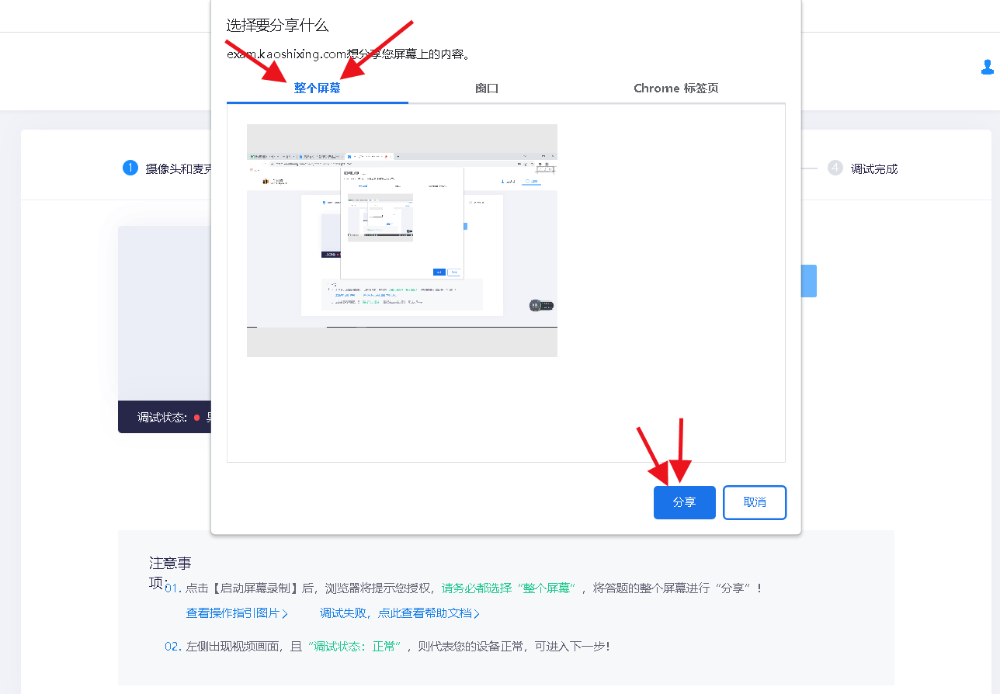 选择要分享什么
exam.kaoshixing.com想分享您屏幕上的内容。
整个屏幕
窗口
Chrome 标签页
1 摄像头和麦克
4 调试完成
调试状态:
分享
取消
注意事
项:
01. 点击【启动屏幕录制】后，浏览器将提示您授权，请务必都选择“整个屏幕”，将答题的整个屏幕进行“分享”！
查看操作指引图片> 调试失败，点此查看帮助文档>
02. 左侧出现视频画面，且“调试状态：正常”，则代表您的设备正常，可进入下一步！